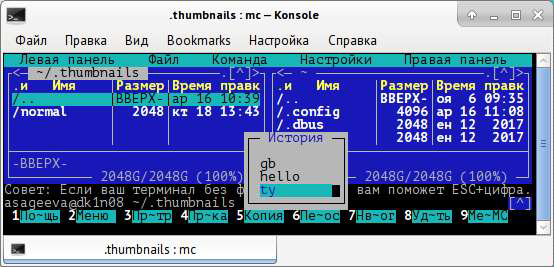 .thumbnails : mc — Konsole
Файл Правка Вид Bookmarks Настройки Справка
Левая панель Файл Команда Настройки Правая панель
~/.thumbnails .[^]> <— ~ .[^]>
.и Имя Размер Время правк .и Имя Размер Время правк
/.. ВВЕРХ- ар 16 10:39 /.. ВВЕРХ- оя 6 09:35
/normal 2048 кт 18 13:43 /.config 4096 ар 16 11:08
/.dbus 2048 ен 12 2017
2048 ен 12 2017
-ВВЕРХ-
2048G/2048G (100%) 2048G/2048G (100%)
История
gb
hello
ty
Совет: Если ваш терминал без ф вам поможет ESC+цифра.
asageeva@dk1n08 ~/.thumbnails [^]
1По~щь 2Меню 3Пр~тр 4Пр~ка 5Копия 6Пе~ос 7Нв~ог 8Уд~ть 9Ме~МС
.thumbnails : mc